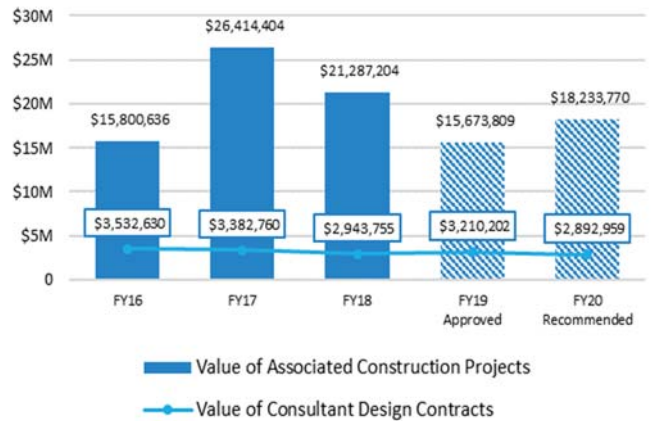 $30M
$26,414,404
$25M
$21,287,204
$20M
$18,233,770
$15,800,636
$15,673,809
$15M
$10M
$3,532,630
$3,382,760
$2,943,755
$3,210,202
$2,892,959
$5M
0
FY16
FY17
FY18
FY19
Approved
FY20
Recommended
Value of Associated Construction Projects
Value of Consultant Design Contracts